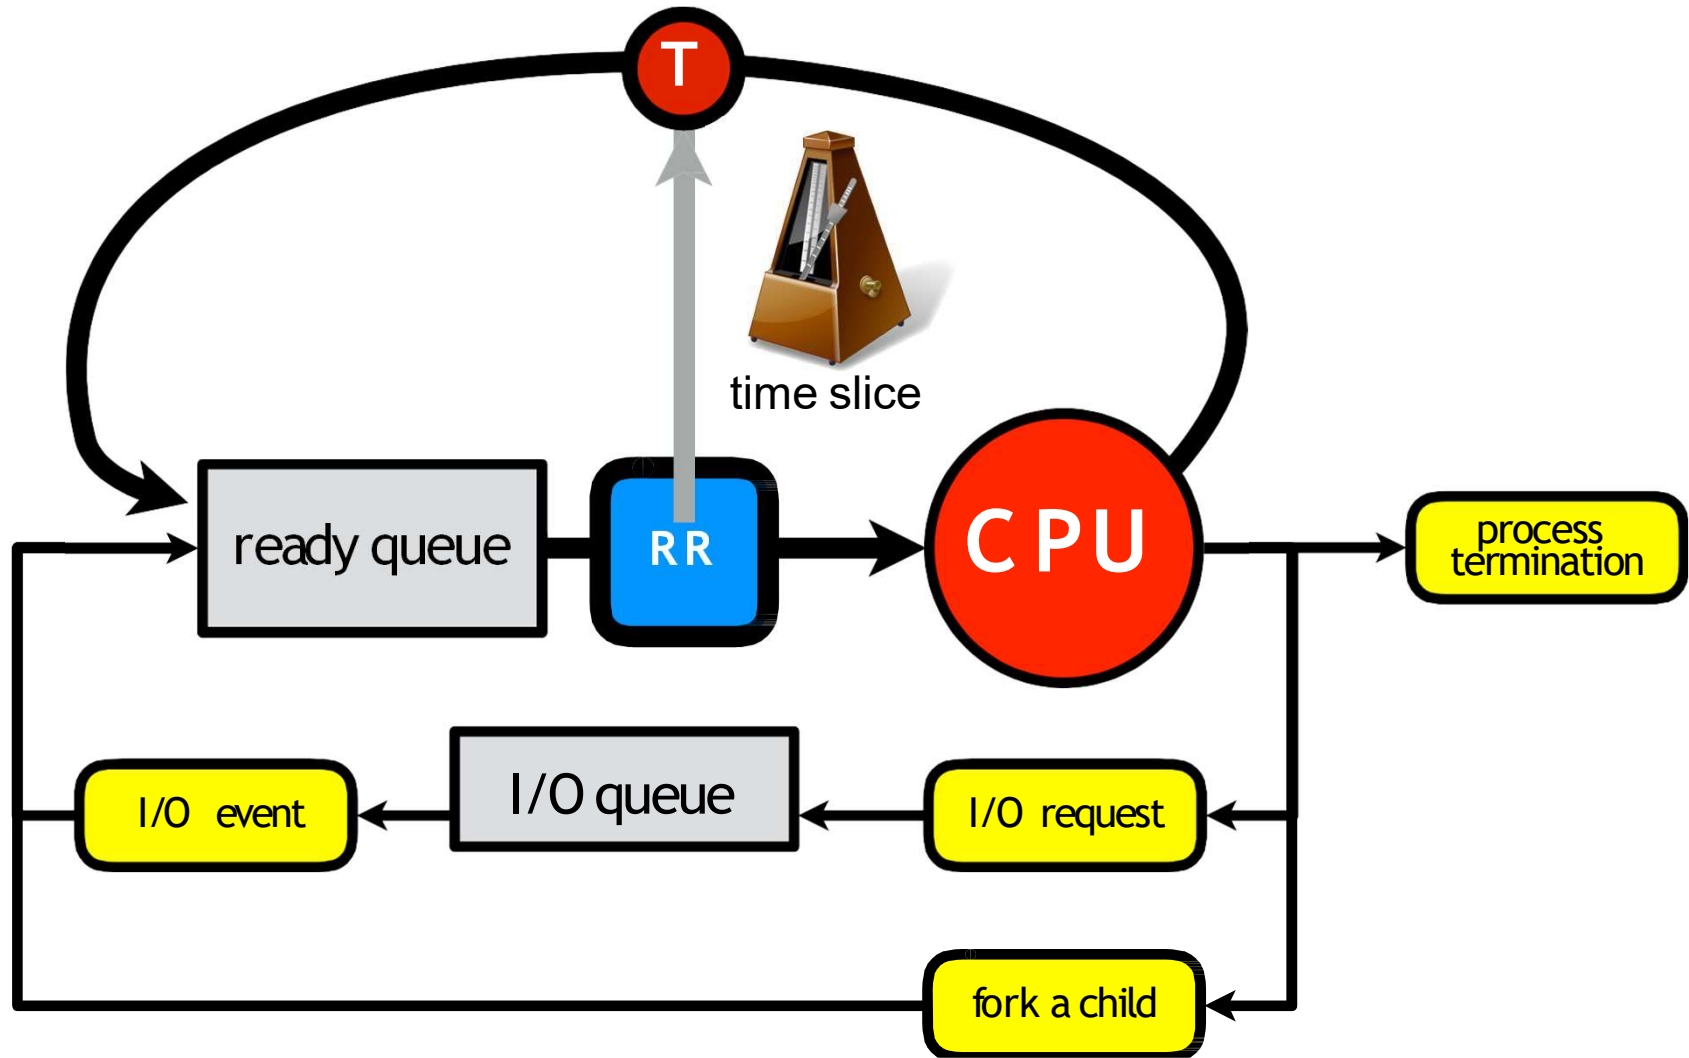 T
time slice
ready queue
RR
CPU
process
termination
I/O event
I/O queue
I/O request
fork a child